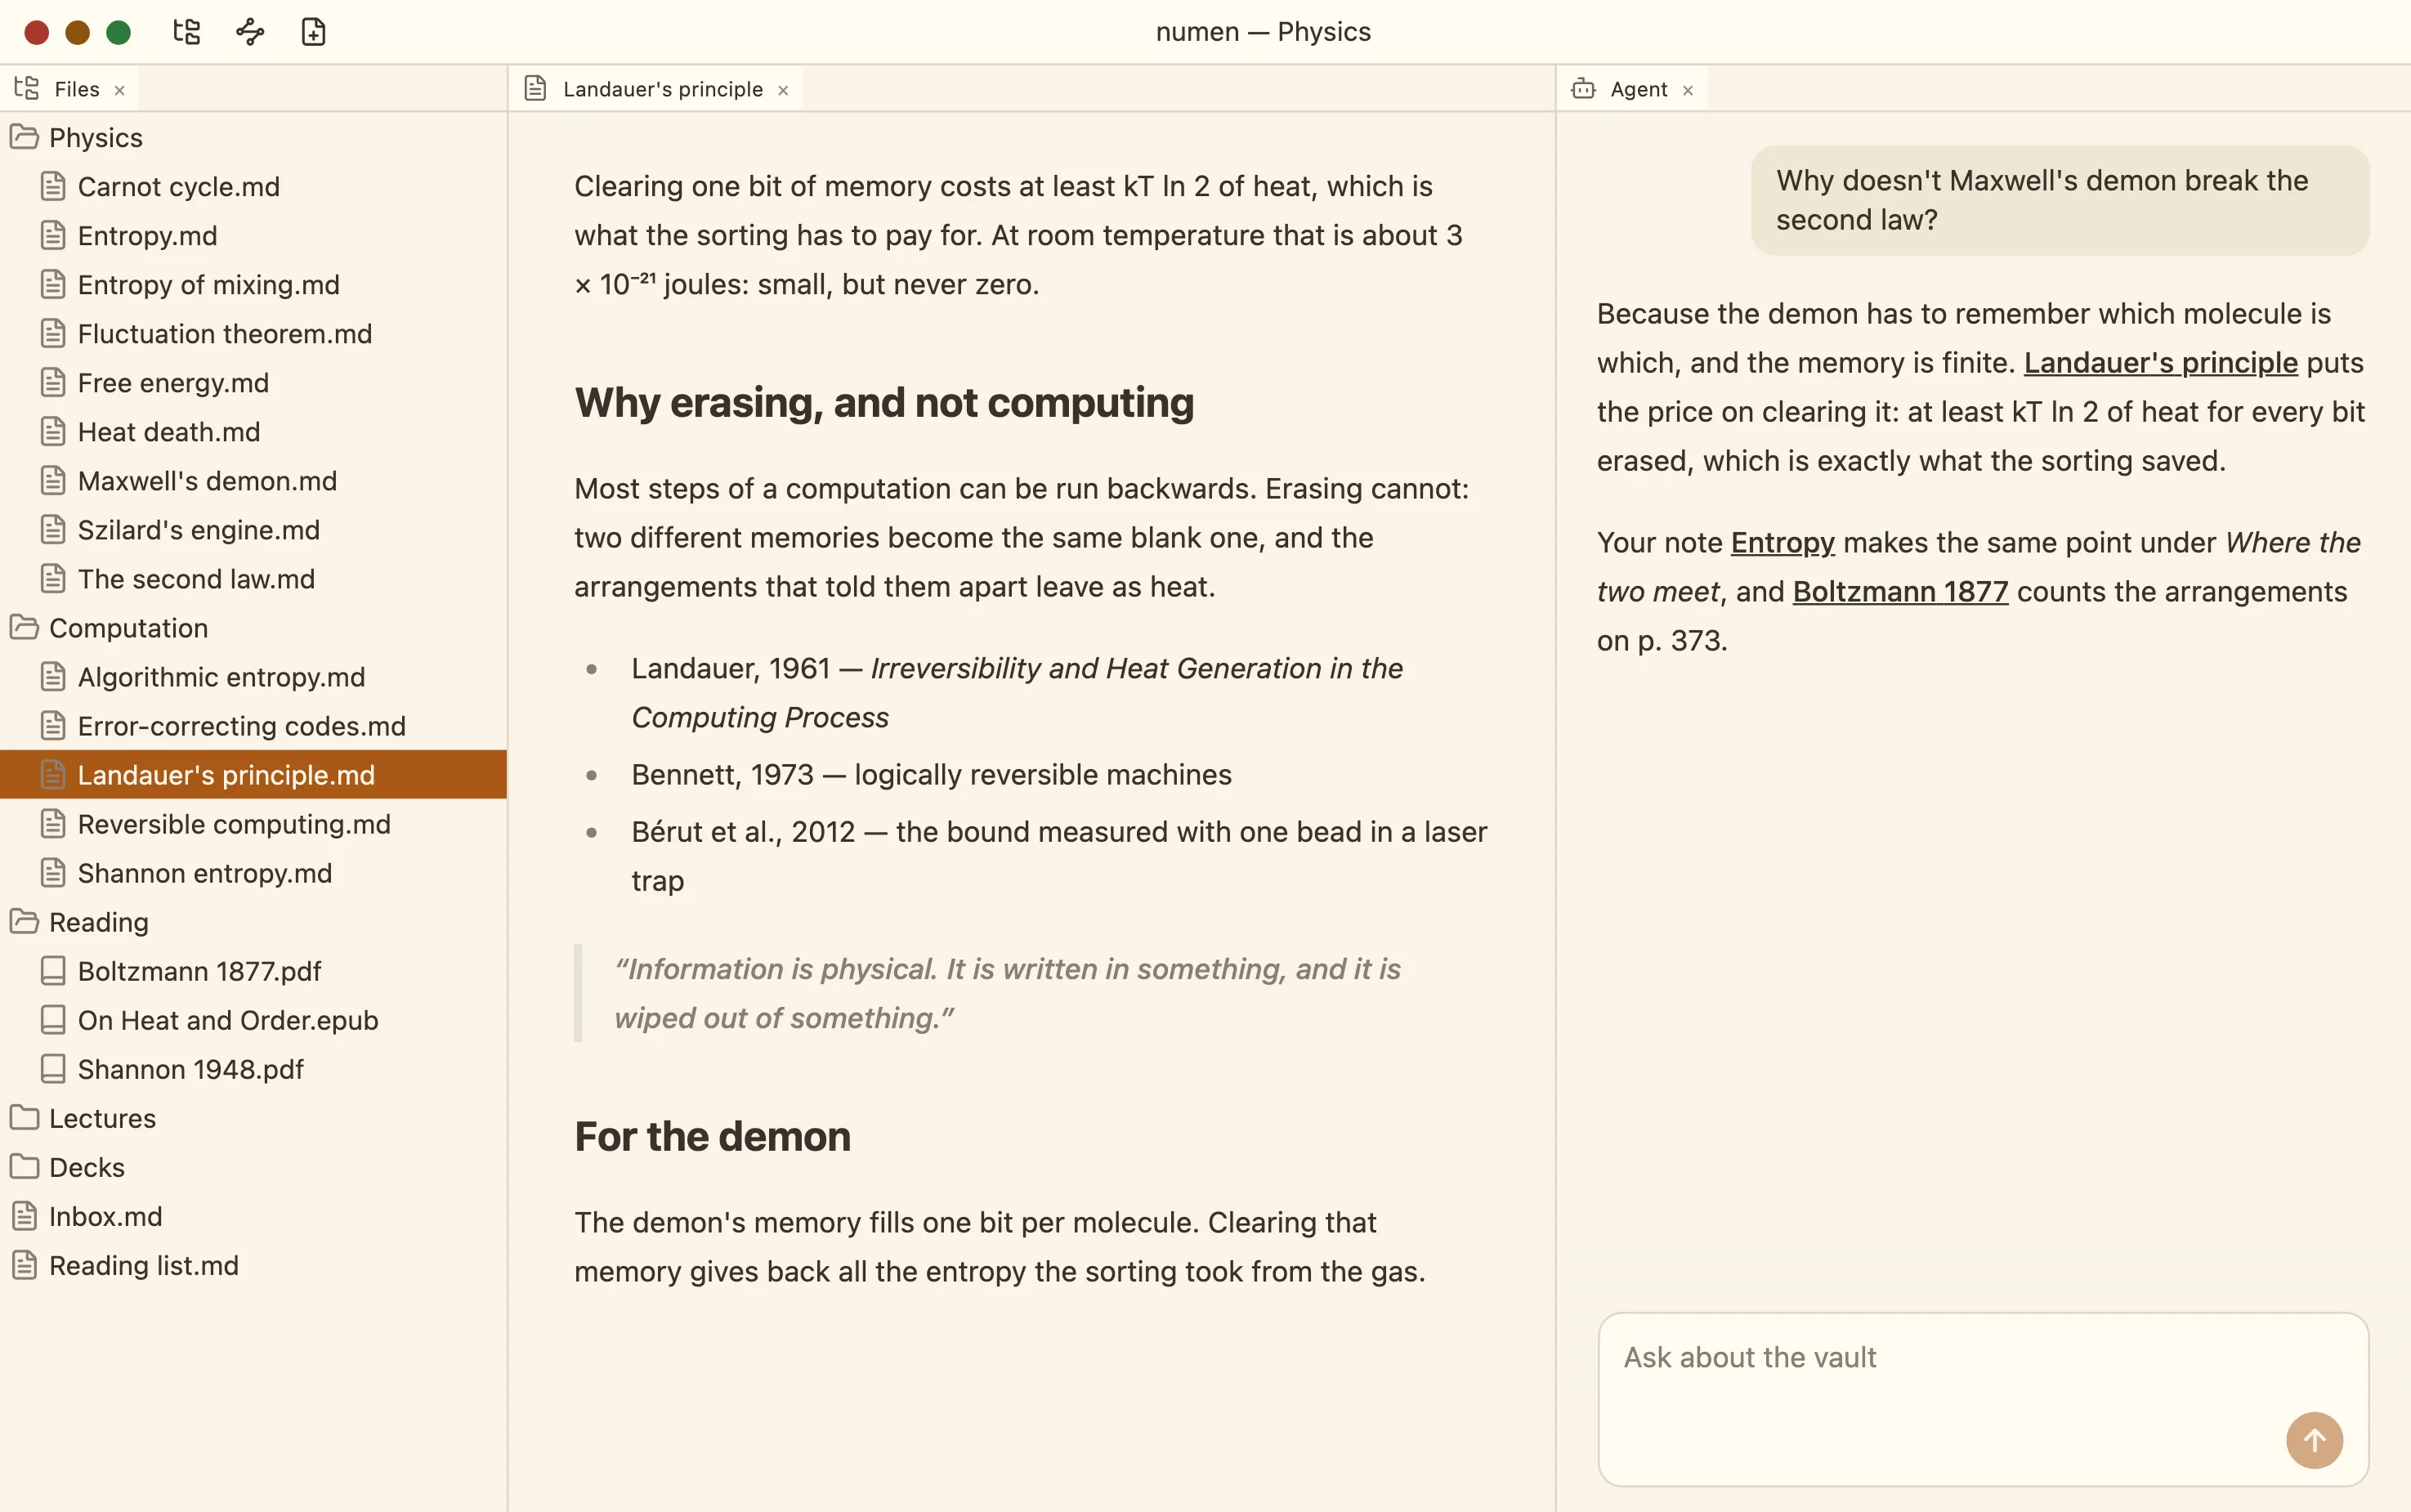 numen — Physics
Files ×
Physics
Carnot cycle.md
Entropy.md
Entropy of mixing.md
Fluctuation theorem.md
Free energy.md
Heat death.md
Maxwell's demon.md
Szilard's engine.md
The second law.md
Computation
Algorithmic entropy.md
Error-correcting codes.md
Landauer's principle.md
Reversible computing.md
Shannon entropy.md
Reading
Boltzmann 1877.pdf
On Heat and Order.epub
Shannon 1948.pdf
Lectures
Decks
Inbox.md
Reading list.md
Landauer's principle ×
Clearing one bit of memory costs at least kT ln 2 of heat, which is
what the sorting has to pay for. At room temperature that is about 3
× 10⁻²¹ joules: small, but never zero.
Why erasing, and not computing
Most steps of a computation can be run backwards. Erasing cannot:
two different memories become the same blank one, and the
arrangements that told them apart leave as heat.
• Landauer, 1961 — Irreversibility and Heat Generation in the
Computing Process
• Bennett, 1973 — logically reversible machines
• Bérut et al., 2012 — the bound measured with one bead in a laser
trap
“Information is physical. It is written in something, and it is
wiped out of something.”
For the demon
The demon's memory fills one bit per molecule. Clearing that
memory gives back all the entropy the sorting took from the gas.
Agent ×
Why doesn't Maxwell's demon break the
second law?
Because the demon has to remember which molecule is
which, and the memory is finite. Landauer's principle puts
the price on clearing it: at least kT ln 2 of heat for every bit
erased, which is exactly what the sorting saved.
Your note Entropy makes the same point under Where the
two meet, and Boltzmann 1877 counts the arrangements
on p. 373.
Ask about the vault